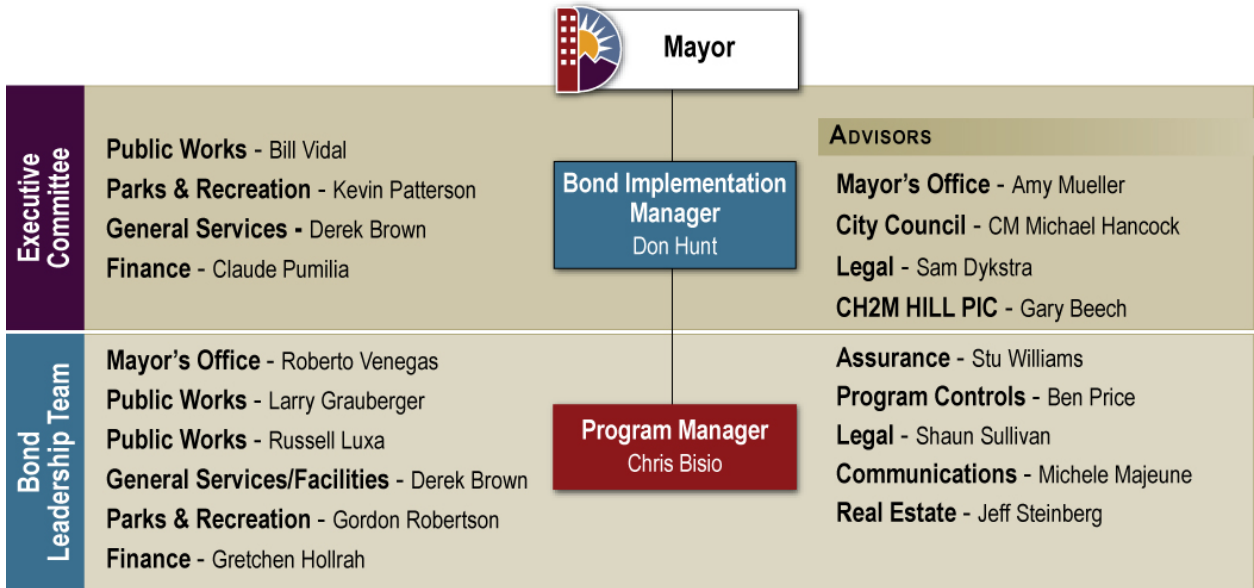 Mayor
Executive
Committee
Public Works - Bill Vidal
Parks & Recreation - Kevin Patterson
General Services - Derek Brown
Finance - Claude Pumilia
Bond Implementation
Manager
Don Hunt
ADVISORS
Mayor's Office - Amy Mueller
City Council - CM Michael Hancock
Legal - Sam Dykstra
CH2M HILL PIC - Gary Beech
Bond
Leadership Team
Mayor's Office - Roberto Venegas
Public Works - Larry Grauberger
Public Works - Russell Luxa
General Services/Facilities - Derek Brown
Parks & Recreation - Gordon Robertson
Finance - Gretchen Hollrah
Program Manager
Chris Bisio
Assurance - Stu Williams
Program Controls - Ben Price
Legal - Shaun Sullivan
Communications - Michele Majeune
Real Estate - Jeff Steinberg